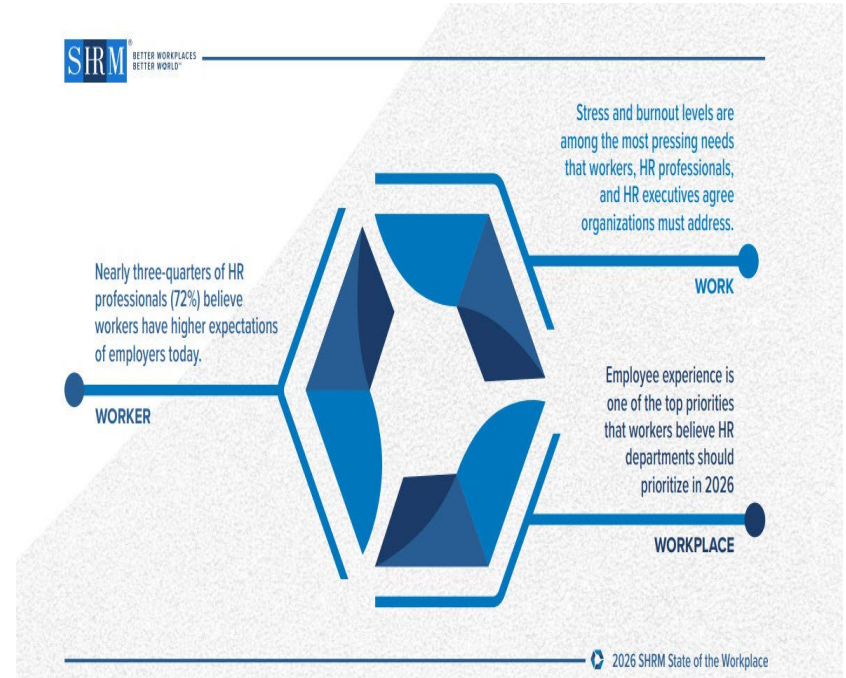 SHRM®
BETTER WORKPLACES
BETTER WORLD™
Stress and burnout levels are
among the most pressing needs
that workers, HR professionals,
and HR executives agree
organizations must address.
WORK
Nearly three-quarters of HR
professionals (72%) believe
workers have higher expectations
of employers today.
WORKER
Employee experience is
one of the top priorities
that workers believe HR
departments should
prioritize in 2026
WORKPLACE
2026 SHRM State of the Workplace